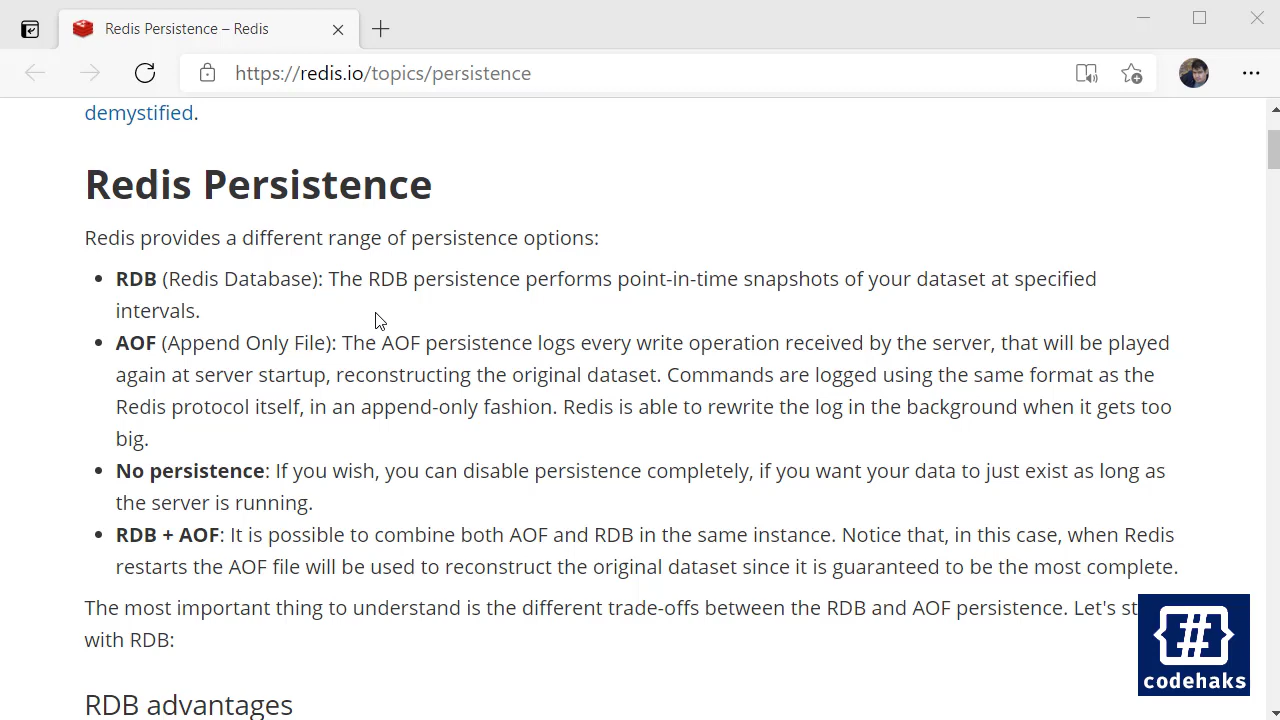 Redis Persistence – Redis
https://redis.io/topics/persistence
demystified.
Redis Persistence
Redis provides a different range of persistence options:
• RDB (Redis Database): The RDB persistence performs point-in-time snapshots of your dataset at specified
intervals.
• AOF (Append Only File): The AOF persistence logs every write operation received by the server, that will be played
again at server startup, reconstructing the original dataset. Commands are logged using the same format as the
Redis protocol itself, in an append-only fashion. Redis is able to rewrite the log in the background when it gets too
big.
• No persistence: If you wish, you can disable persistence completely, if you want your data to just exist as long as
the server is running.
• RDB + AOF: It is possible to combine both AOF and RDB in the same instance. Notice that, in this case, when Redis
restarts the AOF file will be used to reconstruct the original dataset since it is guaranteed to be the most complete.
The most important thing to understand is the different trade-offs between the RDB and AOF persistence. Let's
with RDB:
{#}
codehaks
RDB advantages